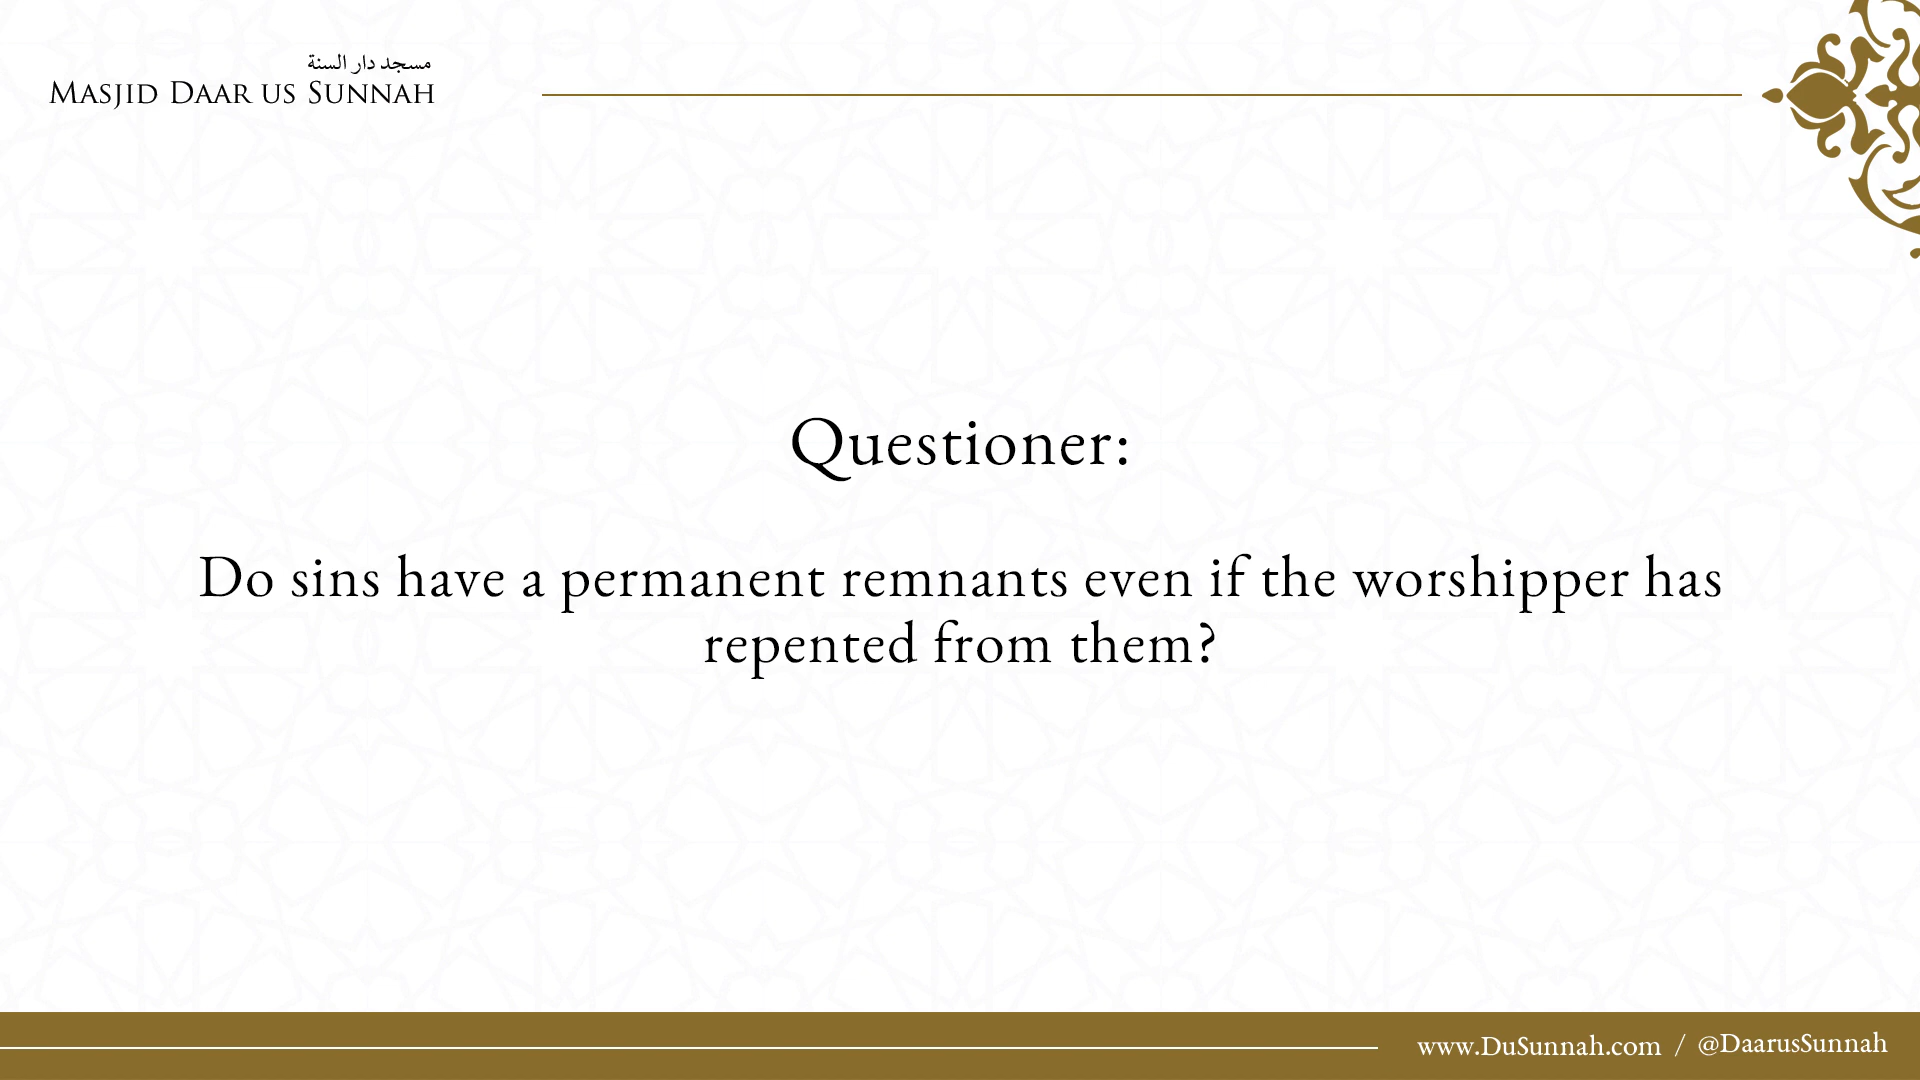 مسجد دار السنة
Masjid Daar us Sunnah
Questioner:
Do sins have a permanent remnants even if the worshipper has
repented from them?
www.DuSunnah.com / @DaarusSunnah